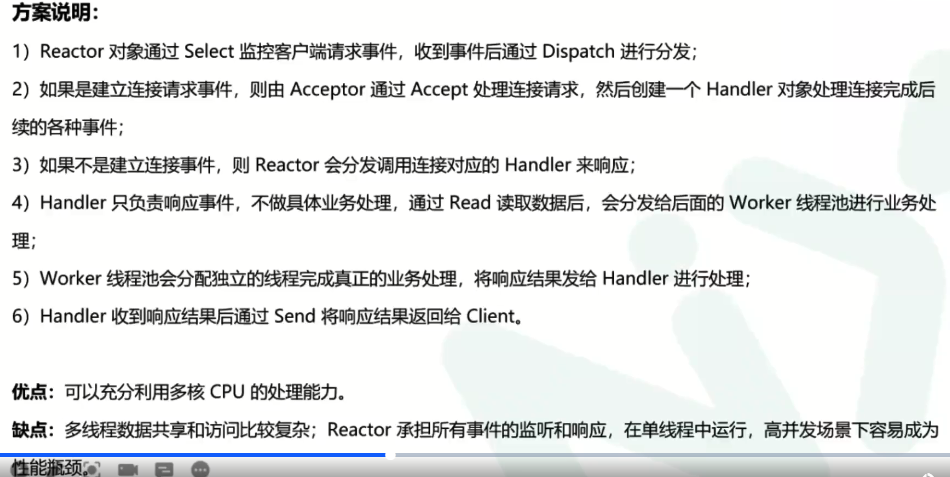 方案说明：
1）Reactor 对象通过 Select 监控客户端请求事件，收到事件后通过 Dispatch 进行分发；
2）如果是建立连接请求事件，则由 Acceptor 通过 Accept 处理连接请求，然后创建一个 Handler 对象处理连接完成后
续的各种事件；
3）如果不是建立连接事件，则 Reactor 会分发调用连接对应的 Handler 来响应；
4）Handler 只负责响应事件，不做具体业务处理，通过 Read 读取数据后，会分发给后面的 Worker 线程池进行业务处
理；
5）Worker 线程池会分配独立的线程完成真正的业务处理，将响应结果发给 Handler 进行处理；
6）Handler 收到响应结果后通过 Send 将响应结果返回给 Client。
优点：可以充分利用多核 CPU 的处理能力。
缺点：多线程数据共享和访问比较复杂；Reactor 承担所有事件的监听和响应，在单线程中运行，高并发场景下容易成为
性能瓶颈。